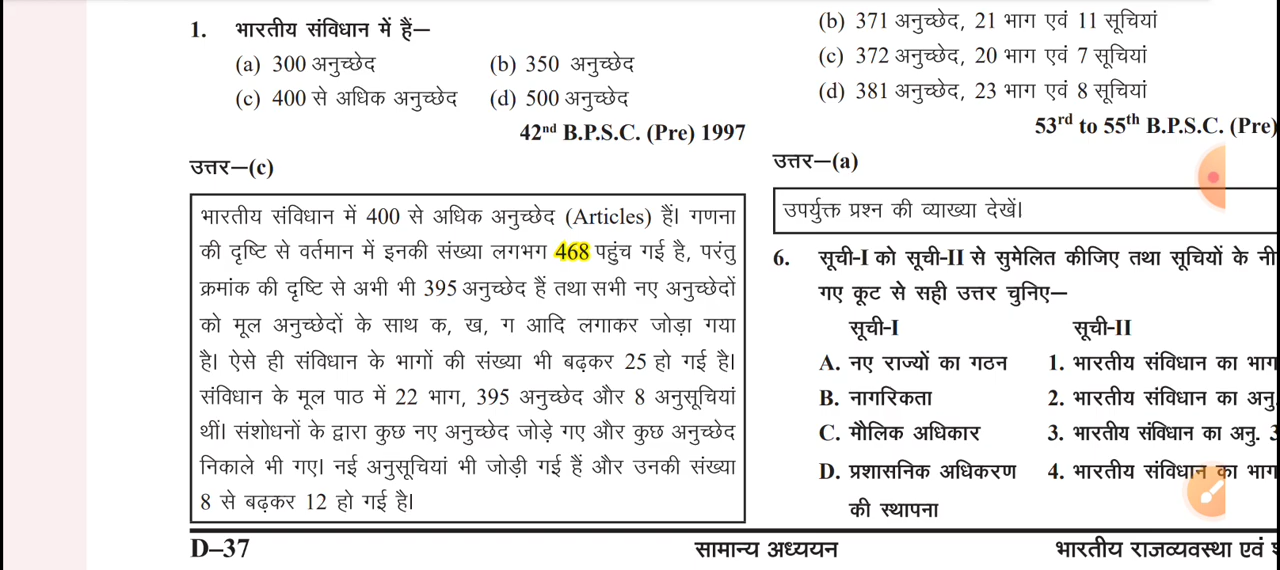 1. भारतीय संविधान में हैं—
(a) 300 अनुच्छेद (b) 350 अनुच्छेद
(c) 400 से अधिक अनुच्छेद (d) 500 अनुच्छेद
42nd B.P.S.C. (Pre) 1997
उत्तर—(c)
भारतीय संविधान में 400 से अधिक अनुच्छेद (Articles) हैं। गणना
की दृष्टि से वर्तमान में इनकी संख्या लगभग 468 पहुंच गई है, परंतु
क्रमांक की दृष्टि से अभी भी 395 अनुच्छेद हैं तथा सभी नए अनुच्छेदों
को मूल अनुच्छेदों के साथ क, ख, ग आदि लगाकर जोड़ा गया
है। ऐसे ही संविधान के भागों की संख्या भी बढ़कर 25 हो गई है।
संविधान के मूल पाठ में 22 भाग, 395 अनुच्छेद और 8 अनुसूचियां
थीं। संशोधनों के द्वारा कुछ नए अनुच्छेद जोड़े गए और कुछ अनुच्छेद
निकाले भी गए। नई अनुसूचियां भी जोड़ी गई हैं और उनकी संख्या
8 से बढ़कर 12 हो गई है।
(b) 371 अनुच्छेद, 21 भाग एवं 11 सूचियां
(c) 372 अनुच्छेद, 20 भाग एवं 7 सूचियां
(d) 381 अनुच्छेद, 23 भाग एवं 8 सूचियां
53rd to 55th B.P.S.C. (Pre)
उत्तर—(a)
उपर्युक्त प्रश्न की व्याख्या देखें।
6. सूची-I को सूची-II से सुमेलित कीजिए तथा सूचियों के नी
गए कूट से सही उत्तर चुनिए—
सूची-I सूची-II
A. नए राज्यों का गठन 1. भारतीय संविधान का भाग
B. नागरिकता 2. भारतीय संविधान का अनु.
C. मौलिक अधिकार 3. भारतीय संविधान का अनु. 3
D. प्रशासनिक अधिकरण 4. भारतीय संविधान का भाग
की स्थापना
D–37 सामान्य अध्ययन भारतीय राजव्यवस्था एवं